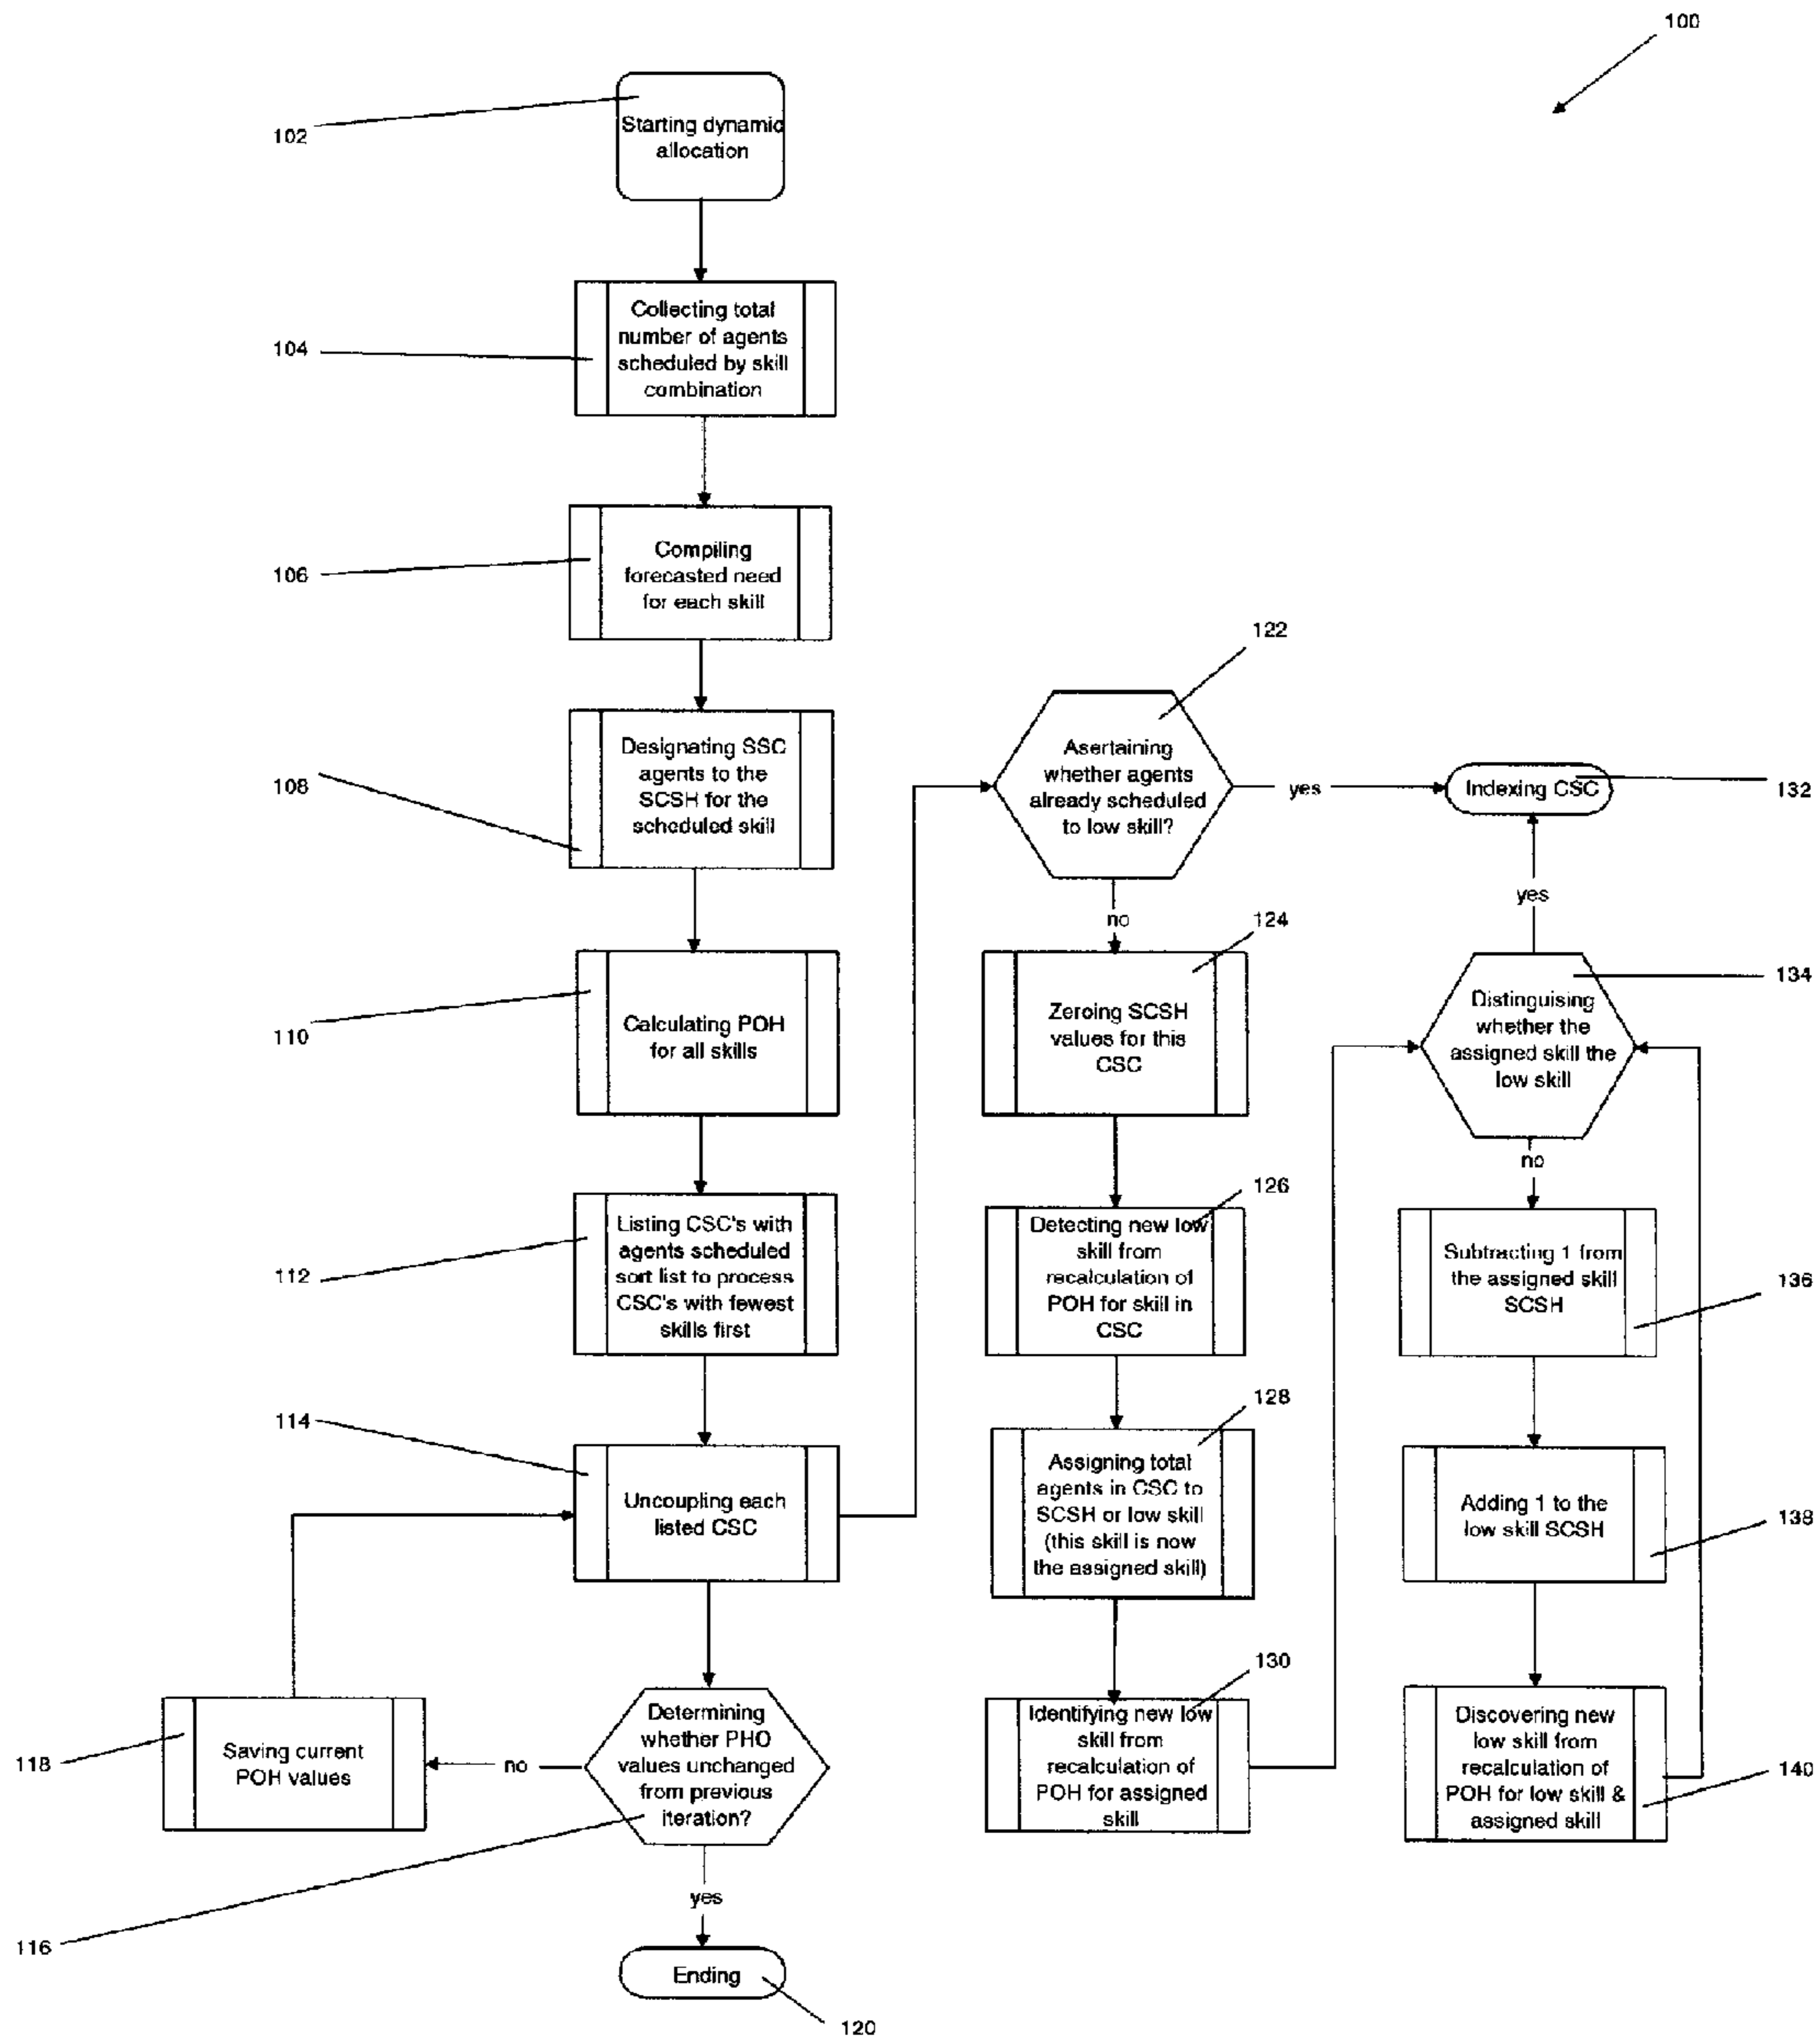 100
102
Starting dynamic
allocation
104
Collecting total
number of agents
scheduled by skill
combination
106
Compiling
forecasted need
for each skill
108
Designating SSC
agents to the
SCSH for the
scheduled skill
110
Calculating POH
for all skills
112
Listing CSC's with
agents scheduled
sort list to process
CSC's with fewest
skills first
114
Uncoupling each
listed CSC
118
Saving current
POH values
no
Determining
whether PHO
values unchanged
from previous
iteration?
116
yes
Ending
120
122
Asertaining
whether agents
already scheduled
to low skill?
yes
Indexing CSC
132
no
124
Zeroing SCSH
values for this
CSC
126
Detecting new low
skill from
recalculation of
POH for skill in
CSC
128
Assigning total
agents in CSC to
SCSH or low skill
(this skill is now
the assigned skill)
130
Identifying new low
skill from
recalculation of
POH for assigned
skill
yes
134
Distinguising
whether the
assigned skill the
low skill
no
Subtracting 1 from
the assigned skill
SCSH
136
Adding 1 to the
low skill SCSH
138
Discovering new
low skill from
recalculation of
POH for low skill &
assigned skill
140